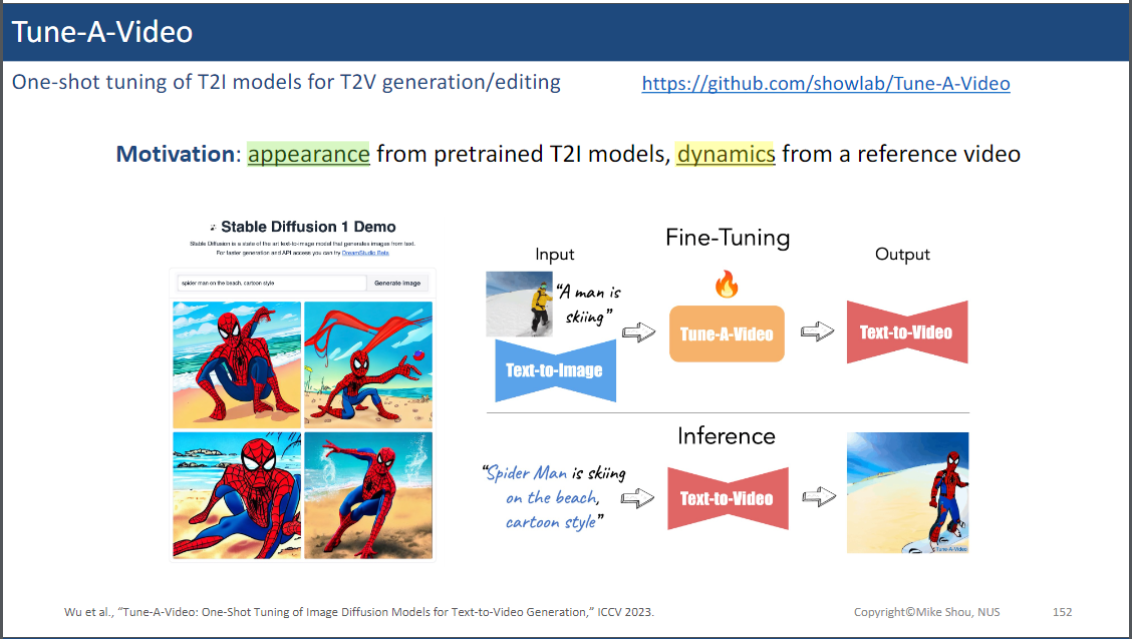 Tune-A-Video
One-shot tuning of T2I models for T2V generation/editing
https://github.com/showlab/Tune-A-Video
Motivation: appearance from pretrained T2I models, dynamics from a reference video
Stable Diffusion 1 Demo
Stable Diffusion is a state of the art text-to-image model that generates images from text.
For faster generation and API access you can try DreamStudio Beta
spider man on the beach, cartoon style
Generate image
Fine-Tuning
Input
Output
"A man is
skiing"
Text-to-Image
Tune-A-Video
Text-to-Video
Inference
"Spider Man is skiing
on the beach,
cartoon style"
Text-to-Video
Tune-A-Video
Wu et al., “Tune-A-Video: One-Shot Tuning of Image Diffusion Models for Text-to-Video Generation,” ICCV 2023.
Copyright©Mike Shou, NUS
152